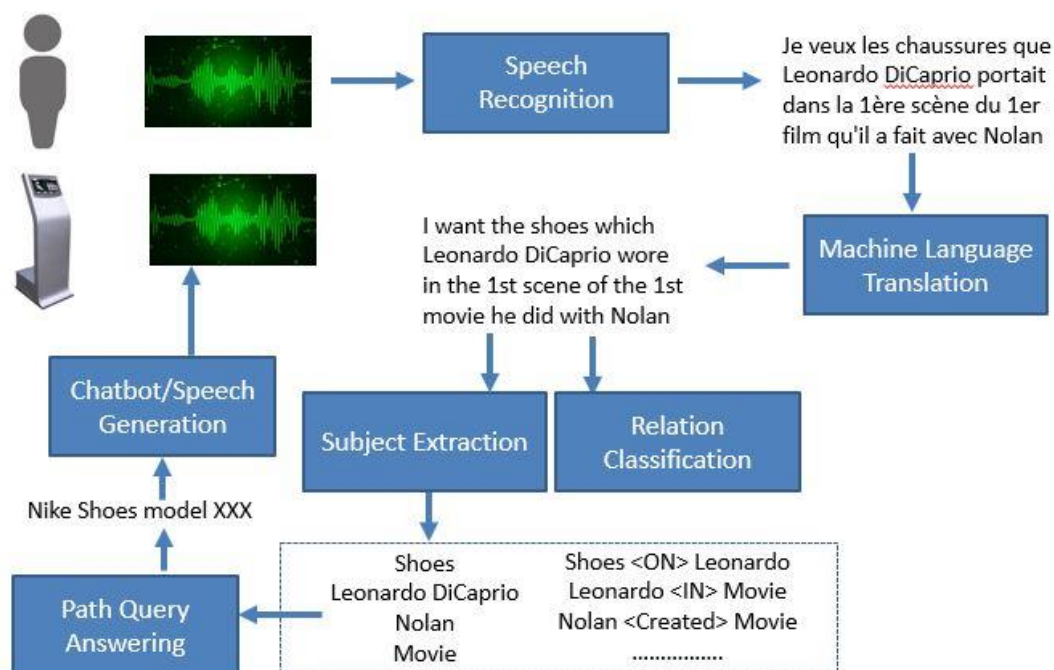 Speech
Recognition
Je veux les chaussures que
Leonardo DiCaprio portait
dans la 1ère scène du 1er
film qu'il a fait avec Nolan
Machine Language
Translation
I want the shoes which
Leonardo DiCaprio wore
in the 1st scene of the 1st
movie he did with Nolan
Subject Extraction
Relation
Classification
Shoes
Leonardo DiCaprio
Nolan
Movie
Shoes <ON> Leonardo
Leonardo <IN> Movie
Nolan <Created> Movie
................
Path Query
Answering
Nike Shoes model XXX
Chatbot/Speech
Generation